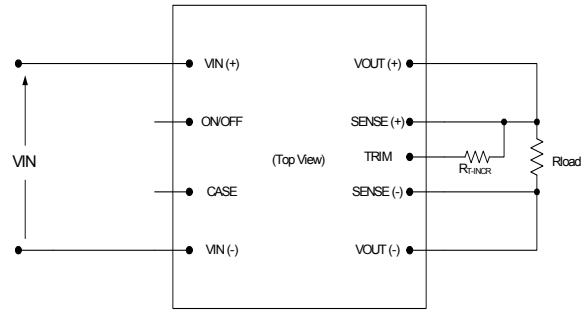 VIN (+)
VOUT (+)
ON/OFF
SENSE (+)
VIN
(Top View)
TRIM
RT-INCR
Rload
CASE
SENSE (-)
VIN (-)
VOUT (-)